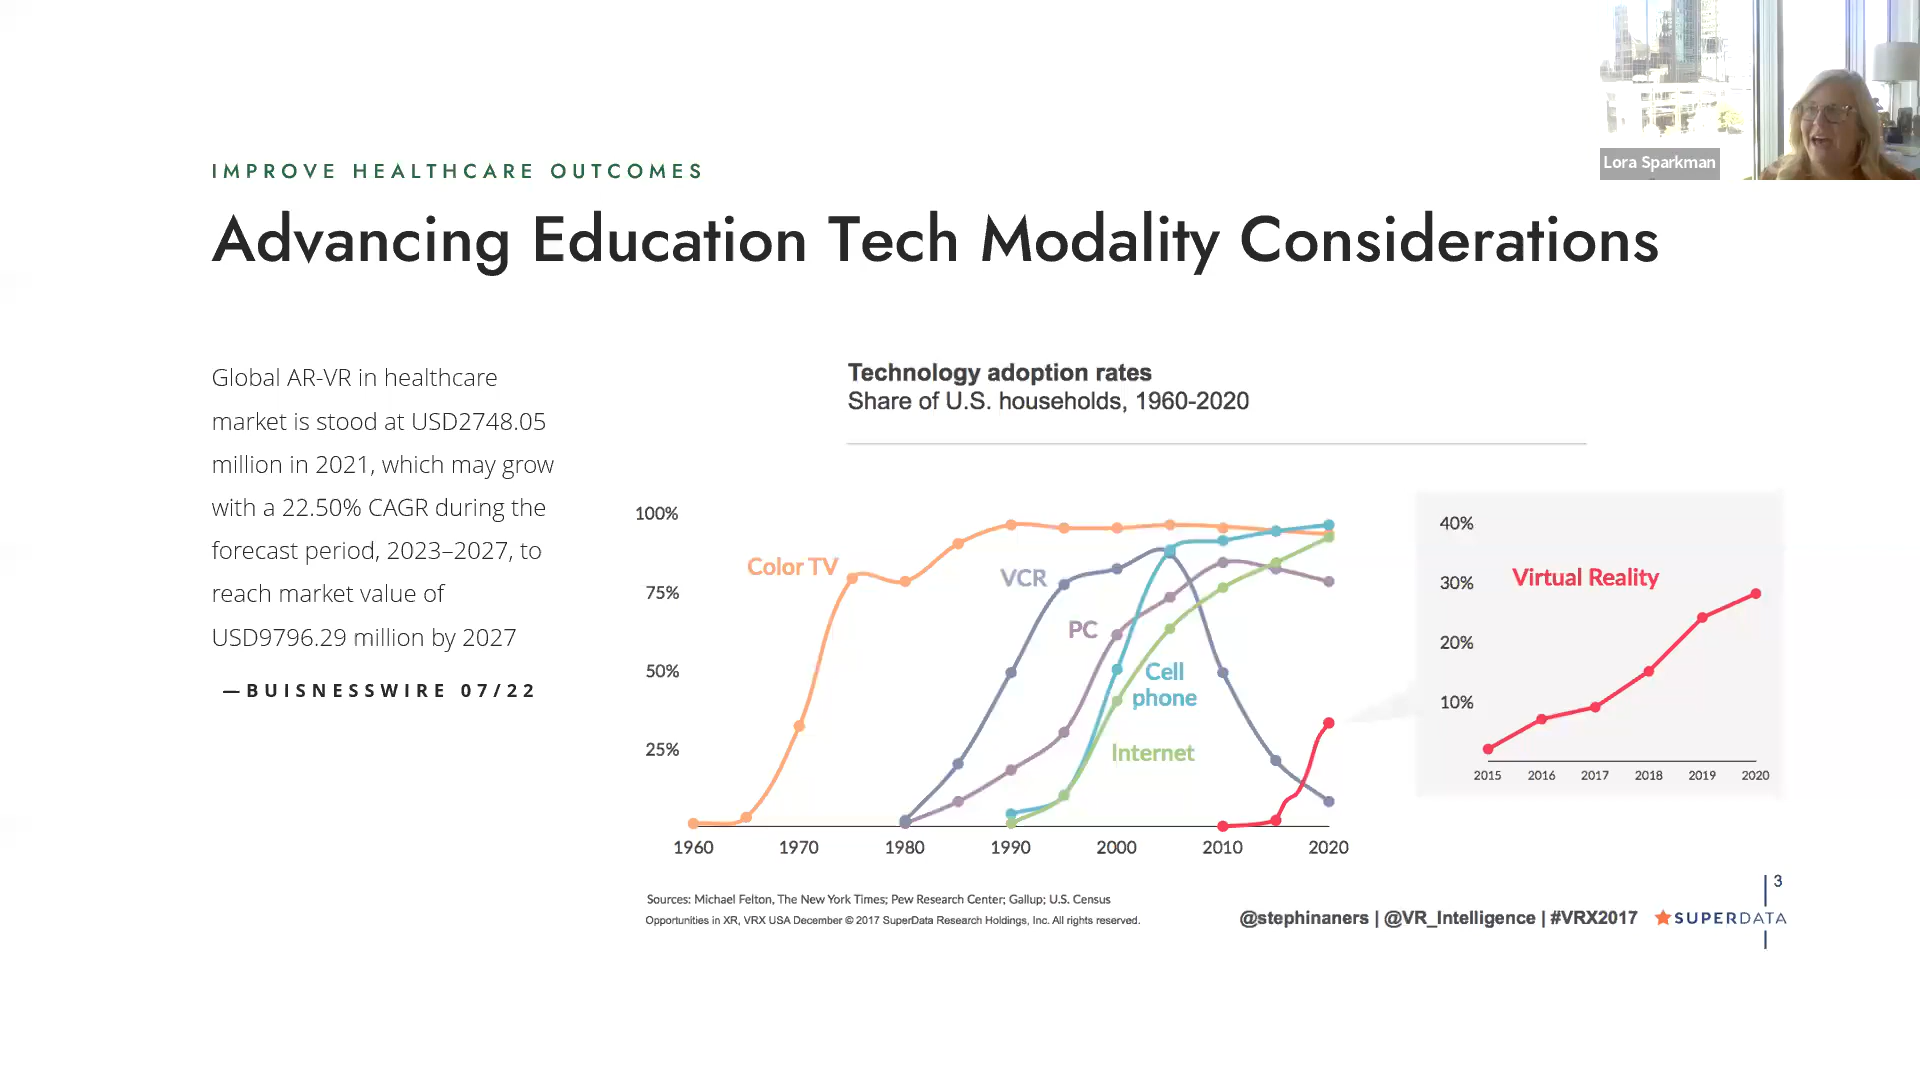 Lora Sparkman
IMPROVE HEALTHCARE OUTCOMES
Advancing Education Tech Modality Considerations
Global AR-VR in healthcare
market is stood at USD2748.05
million in 2021, which may grow
with a 22.50% CAGR during the
forecast period, 2023–2027, to
reach market value of
USD9796.29 million by 2027
—BUISNESSWIRE 07/22
Technology adoption rates
Share of U.S. households, 1960-2020
100%
75%
50%
25%
Color TV
VCR
PC
Cell
phone
Internet
1960 1970 1980 1990 2000 2010 2020
40%
30%
20%
10%
Virtual Reality
2015 2016 2017 2018 2019 2020
Sources: Michael Felton, The New York Times; Pew Research Center; Gallup; U.S. Census
Opportunities in XR, VRX USA December © 2017 SuperData Research Holdings, Inc. All rights reserved.
@stephinaners | @VR_Intelligence | #VRX2017
SUPERDATA
3